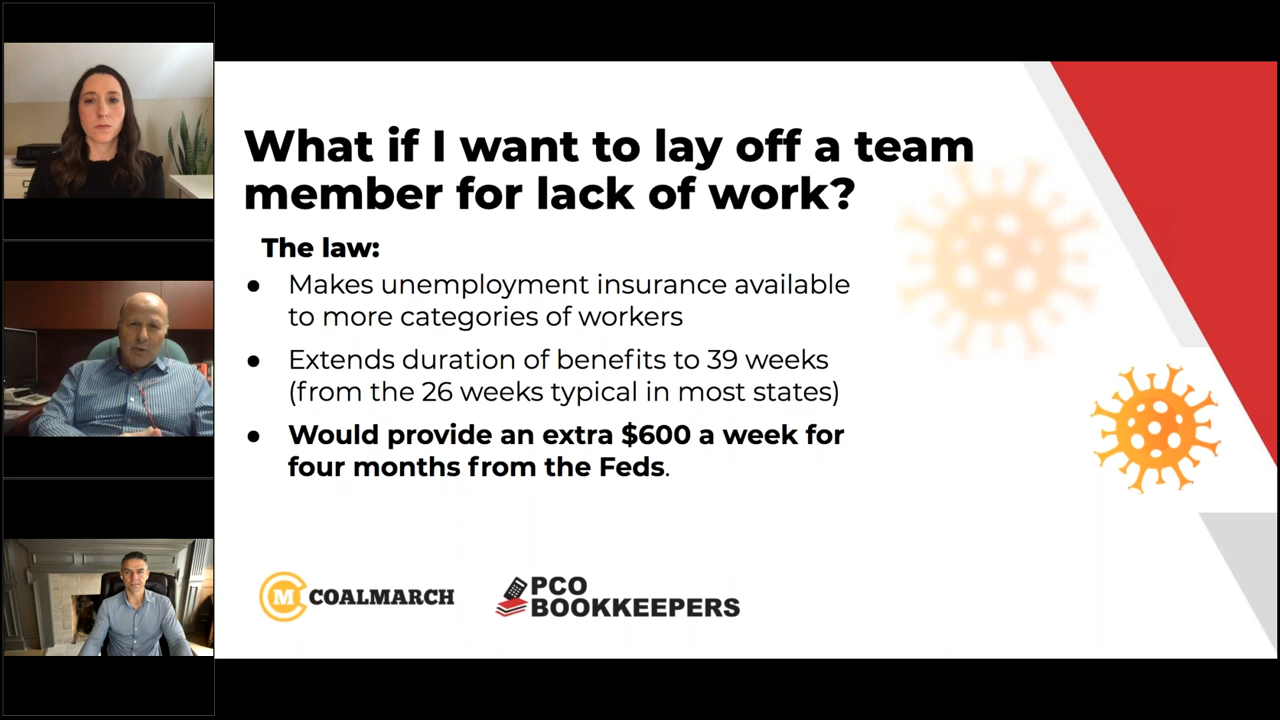 What if I want to lay off a team
member for lack of work?
The law:
● Makes unemployment insurance available
to more categories of workers
● Extends duration of benefits to 39 weeks
(from the 26 weeks typical in most states)
● Would provide an extra $600 a week for
four months from the Feds.
M COALMARCH
PCO
BOOKKEEPERS